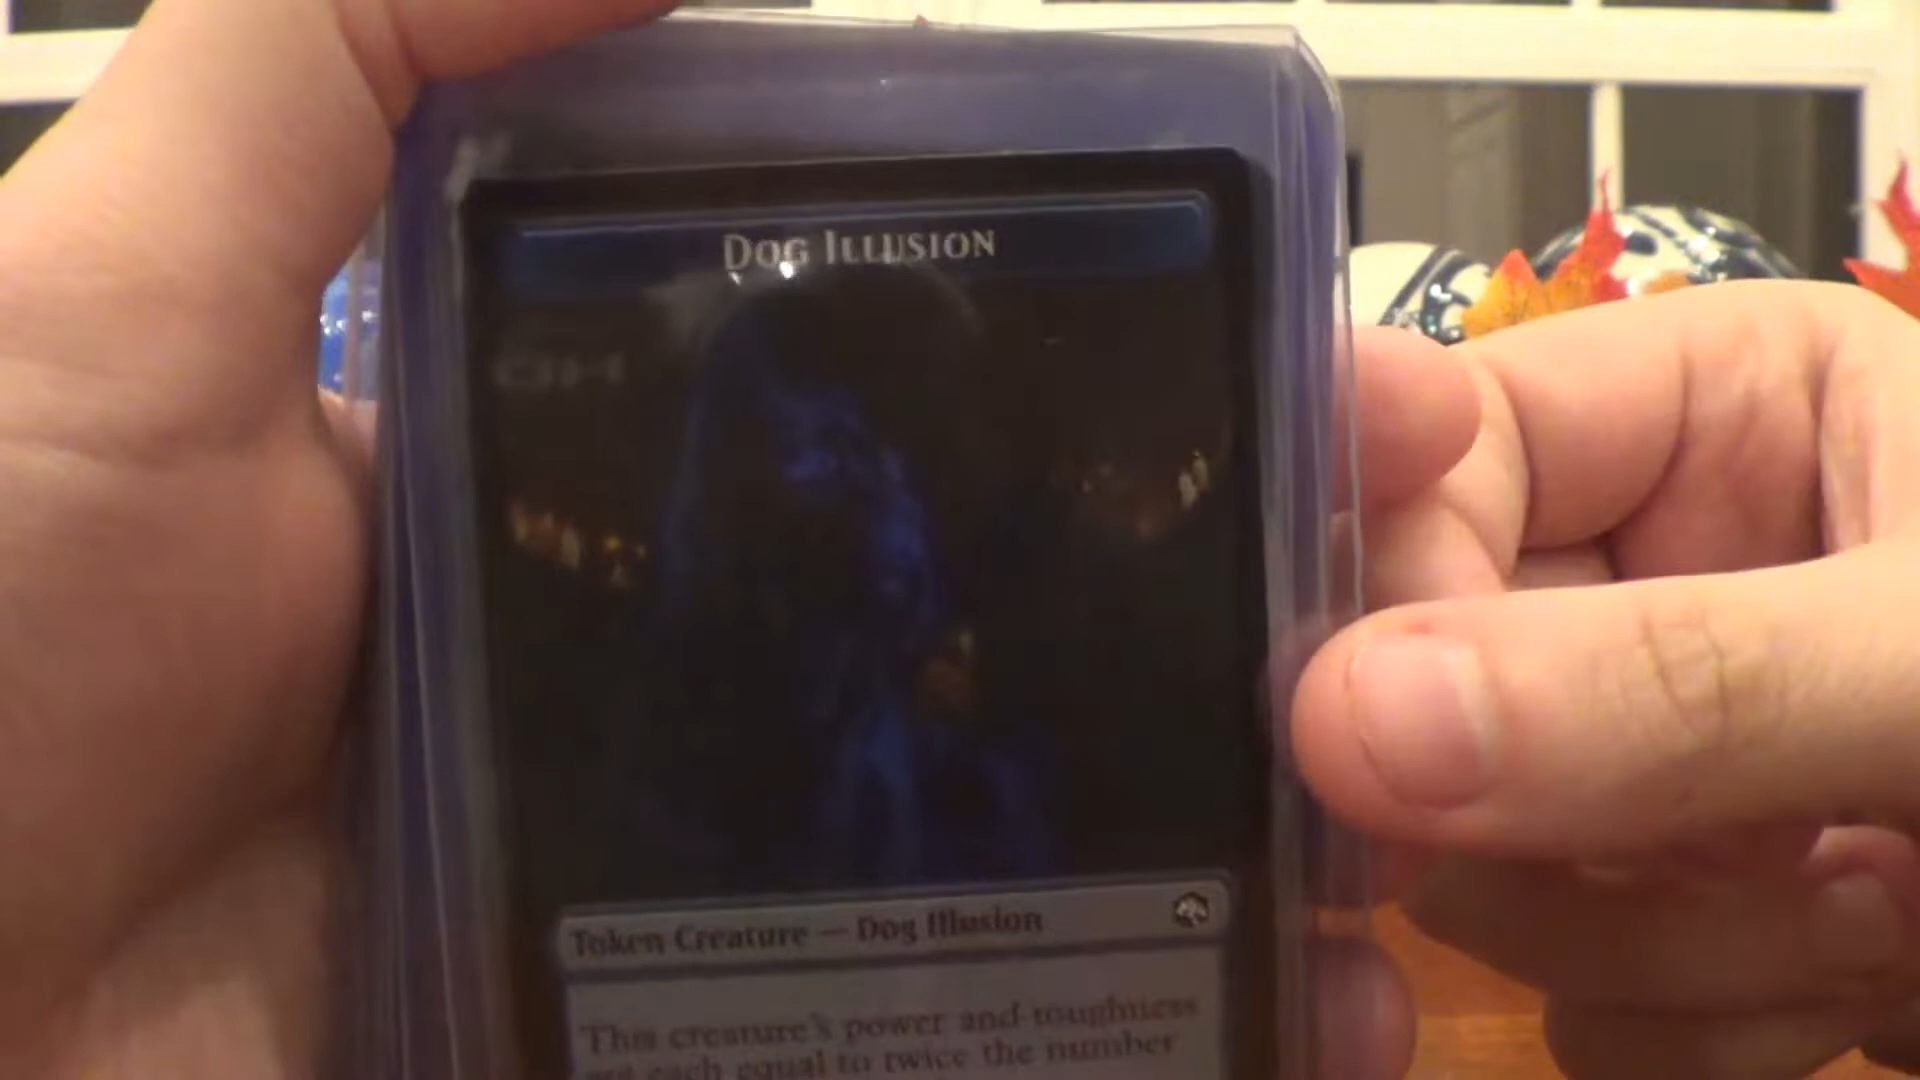 DOG ILLUSION
Token Creature — Dog Illusion
This creature's power and toughness
are each equal to twice the number